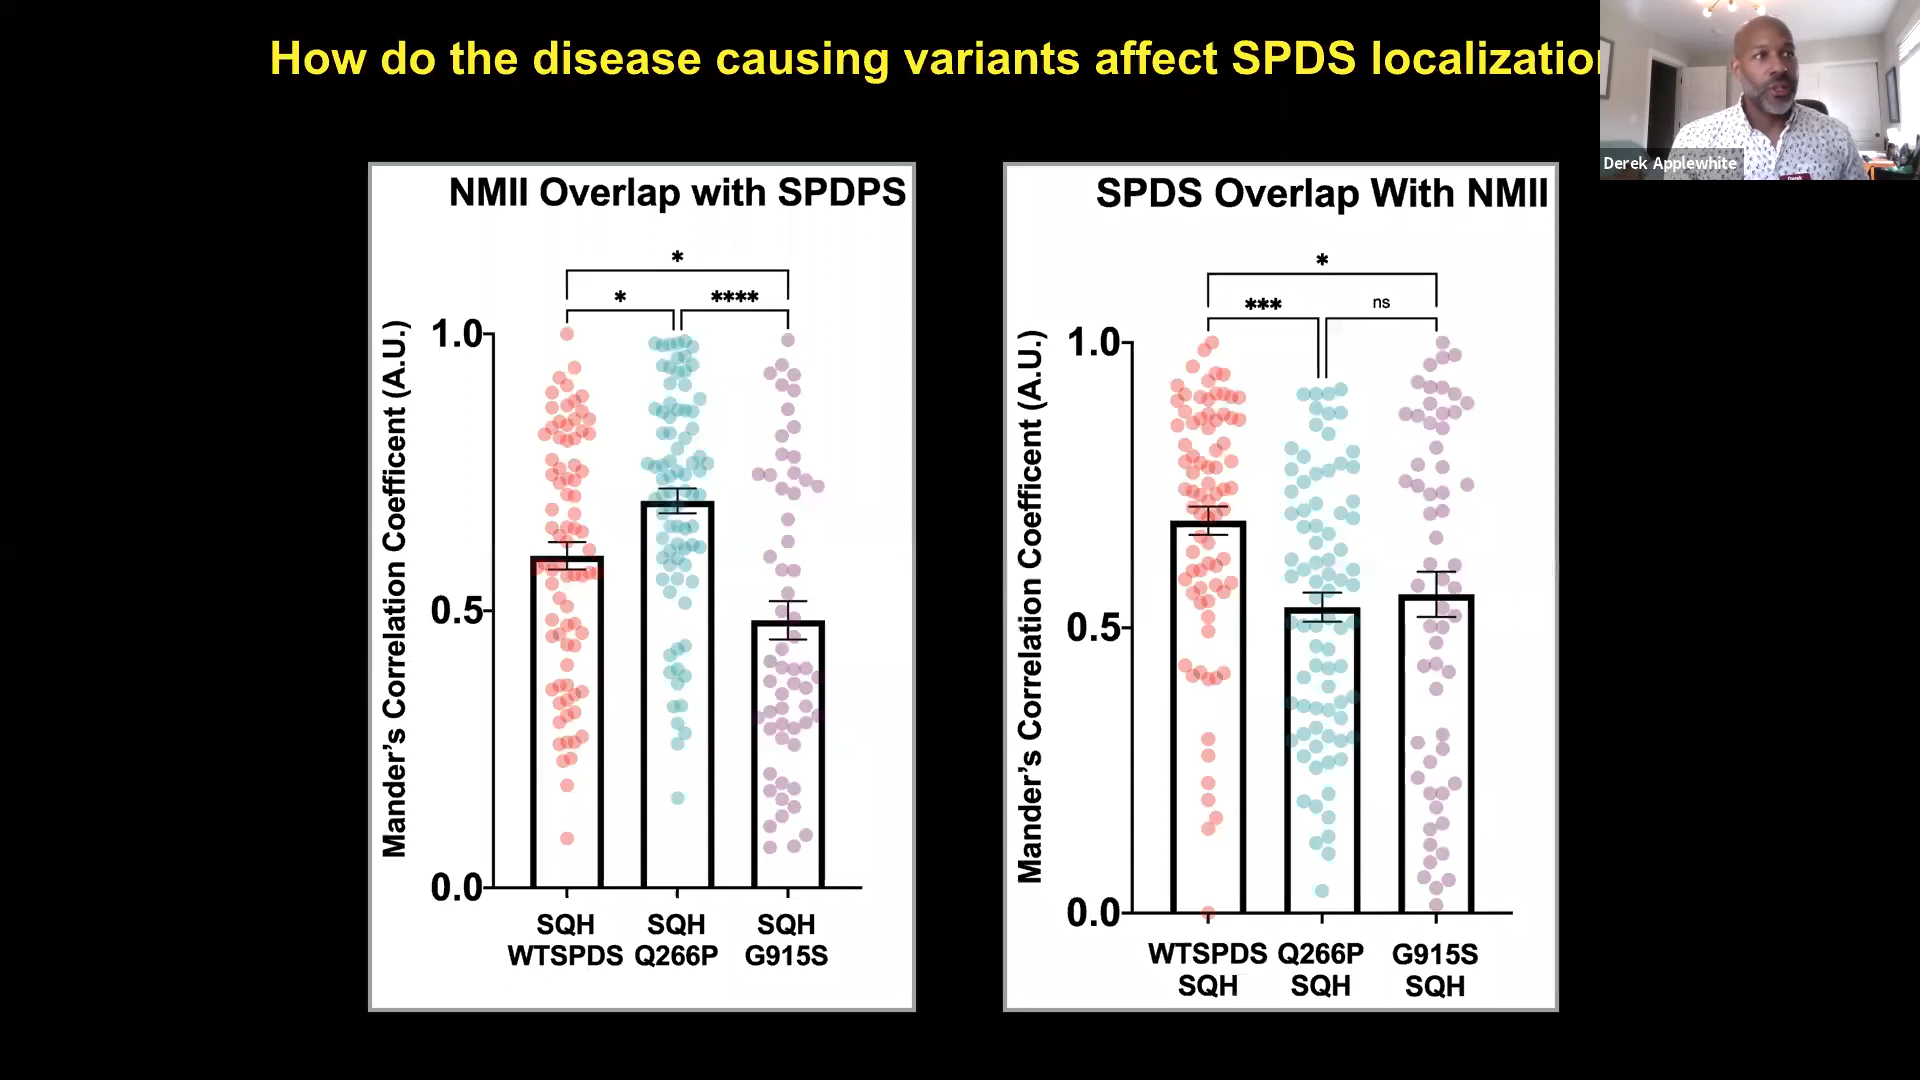 How do the disease causing variants affect SPDS localizatio
Derek Applewhite
NMII Overlap with SPDPS
*
* ****
Mander's Correlation Coefficent (A.U.)
1.0
0.5
0.0
SQH SQH SQH
WTSPDS Q266P G915S
SPDS Overlap With NMII
*
*** ns
Mander's Correlation Coefficent (A.U.)
1.0
0.5
0.0
WTSPDS Q266P G915S
SQH SQH SQH